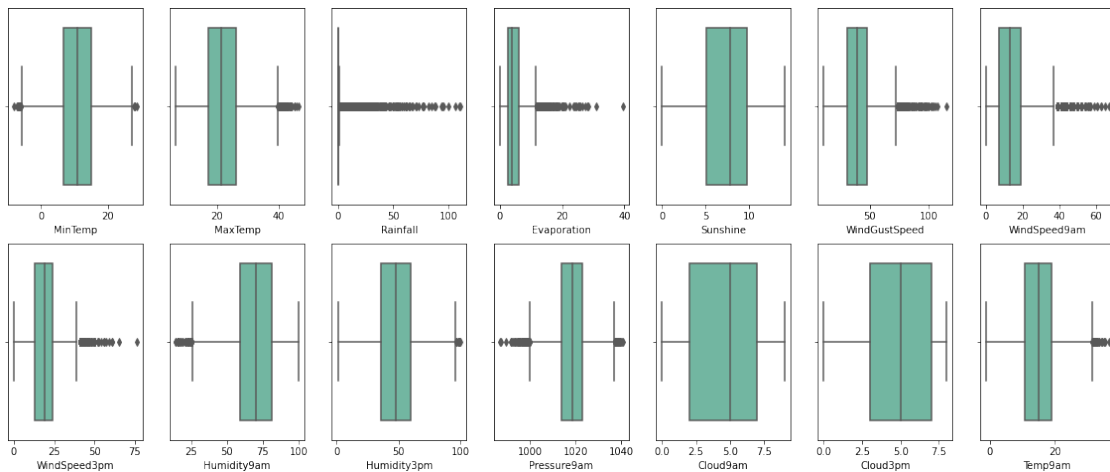 0 20
MinTemp
20 40
MaxTemp
0 50 100
Rainfall
0 20 40
Evaporation
0 5 10
Sunshine
50 100
WindGustSpeed
0 20 40 60
WindSpeed9am
0 25 50 75
WindSpeed3pm
25 50 75 100
Humidity9am
0 50 100
Humidity3pm
1000 1020 1040
Pressure9am
0.0 2.5 5.0 7.5
Cloud9am
0.0 2.5 5.0 7.5
Cloud3pm
0 20
Temp9am